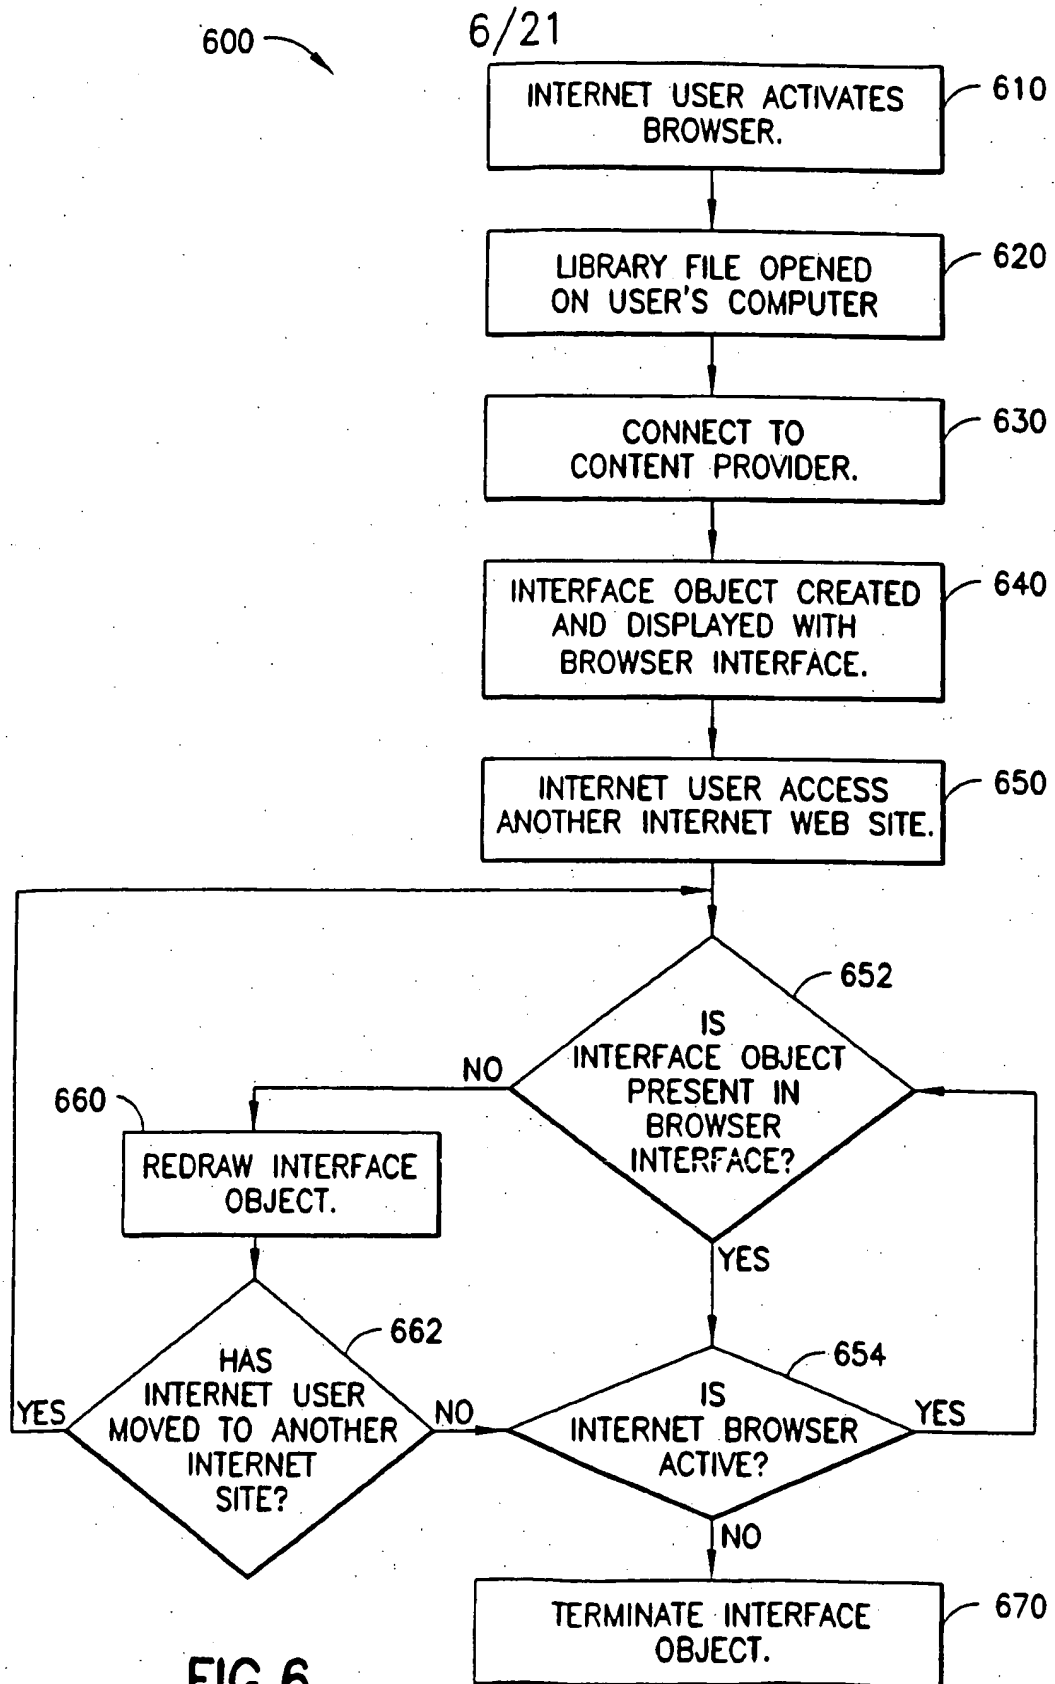 6/21
600
INTERNET USER ACTIVATES
BROWSER.
610
LIBRARY FILE OPENED
ON USER'S COMPUTER
620
CONNECT TO
CONTENT PROVIDER.
630
INTERFACE OBJECT CREATED
AND DISPLAYED WITH
BROWSER INTERFACE.
640
INTERNET USER ACCESS
ANOTHER INTERNET WEB SITE.
650
652
IS
INTERFACE OBJECT
PRESENT IN
BROWSER
INTERFACE?
NO
YES
660
REDRAW INTERFACE
OBJECT.
662
HAS
INTERNET USER
MOVED TO ANOTHER
INTERNET
SITE?
YES
NO
654
IS
INTERNET BROWSER
ACTIVE?
YES
NO
TERMINATE INTERFACE
OBJECT.
670
FIG.6